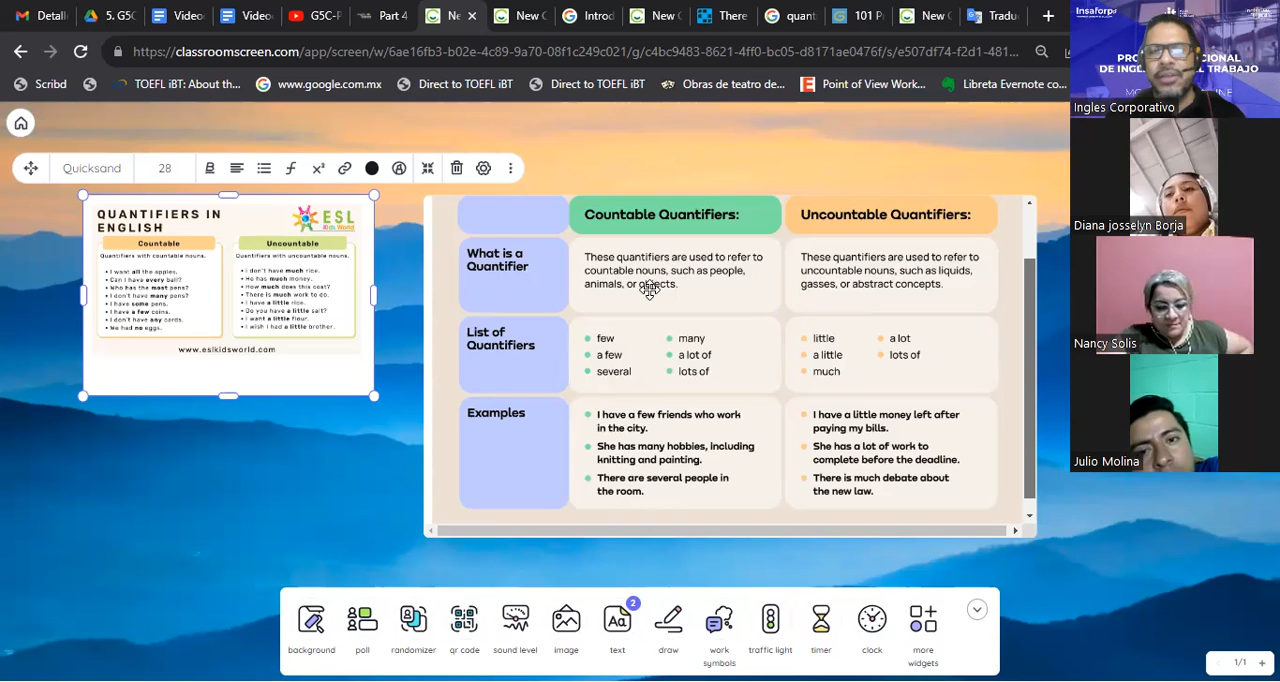 Detalle
5. G5C
Videoc
Videoc
G5C-P
Part 4
Ne
New C
Introd
New C
There
quant
101 P
New C
Tradu
https://classroomscreen.com/app/screen/w/6ae16fb3-b02e-4c89-9a70-08f1c249c021/g/c4bc9483-8621-4ff0-bc05-d8171ae0476f/s/e507df74-f2d1-481...
Scribd
TOEFL iBT: About th...
www.google.com.mx
Direct to TOEFL iBT
Direct to TOEFL iBT
Obras de teatro de...
Point of View Work...
Libreta Evernote co...
Quicksand
28
QUANTIFIERS IN
ENGLISH
ESL
Kids World
Countable
Quantifiers with countable nouns.
I want all the apples.
Can I have every ball?
Who has the most pens?
I don't have many pens?
I have some pens.
I have a few coins.
I don't have any cards.
We had no eggs.
Uncountable
Quantifiers with uncountable nouns.
I don't have much rice.
He has much money.
How much does this coat?
There is much work to do.
I have a little rice.
Do you have a little salt?
I want a little flour.
I wish I had a little brother.
www.eslkidsworld.com
Countable Quantifiers:
Uncountable Quantifiers:
What is a
Quantifier
These quantifiers are used to refer to
countable nouns, such as people,
animals, or objects.
These quantifiers are used to refer to
uncountable nouns, such as liquids,
gasses, or abstract concepts.
List of
Quantifiers
few
a few
several
many
a lot of
lots of
little
a little
much
a lot
lots of
Examples
I have a few friends who work
in the city.
She has many hobbies, including
knitting and painting.
There are several people in
the room.
I have a little money left after
paying my bills.
She has a lot of work to
complete before the deadline.
There is much debate about
the new law.
background
poll
randomizer
qr code
sound level
image
text
2
draw
work
symbols
traffic light
timer
clock
more
widgets
1/1
Insaforp
Ingles Corporativo
Diana josselyn Borja
Nancy Solis
Julio Molina